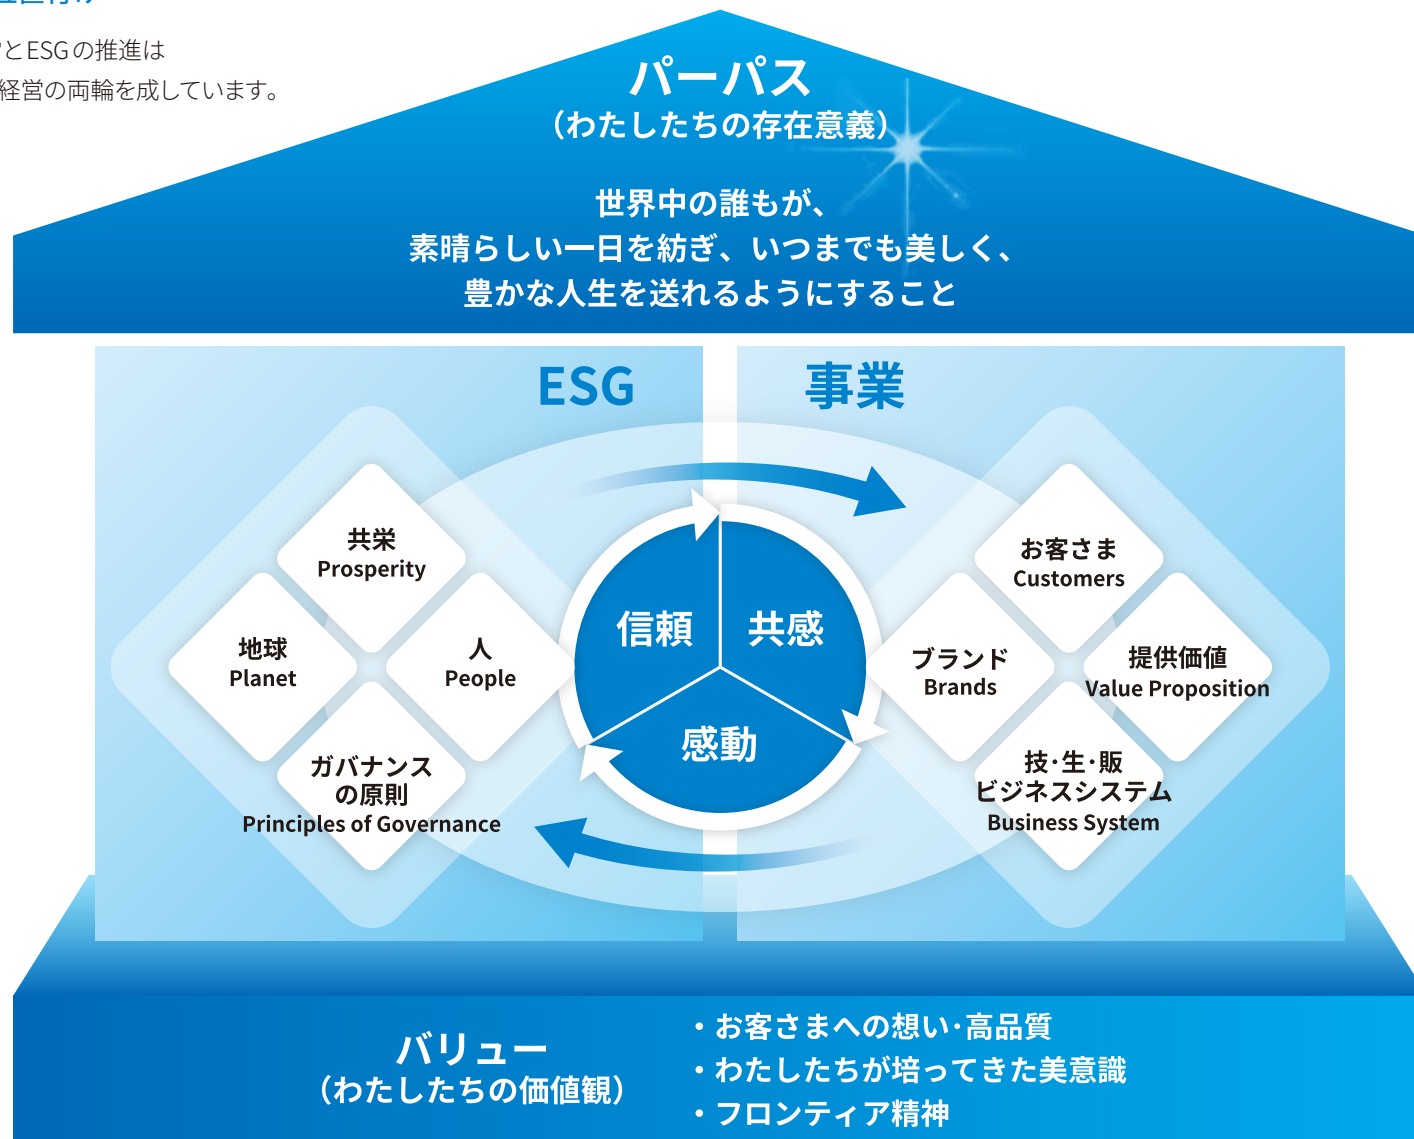 とESGの推進は
経営の両輪を成しています。
パーパス
（わたしたちの存在意義）
世界中の誰もが、
素晴らしい一日を紡ぎ、いつまでも美しく、
豊かな人生を送れるようにすること
ESG
事業
共栄
Prosperity
地球
Planet
人
People
ガバナンス
の原則
Principles of Governance
信頼
共感
感動
お客さま
Customers
ブランド
Brands
提供価値
Value Proposition
技・生・販
ビジネスシステム
Business System
バリュー
（わたしたちの価値観）
・お客さまへの想い・高品質
・わたしたちが培ってきた美意識
・フロンティア精神